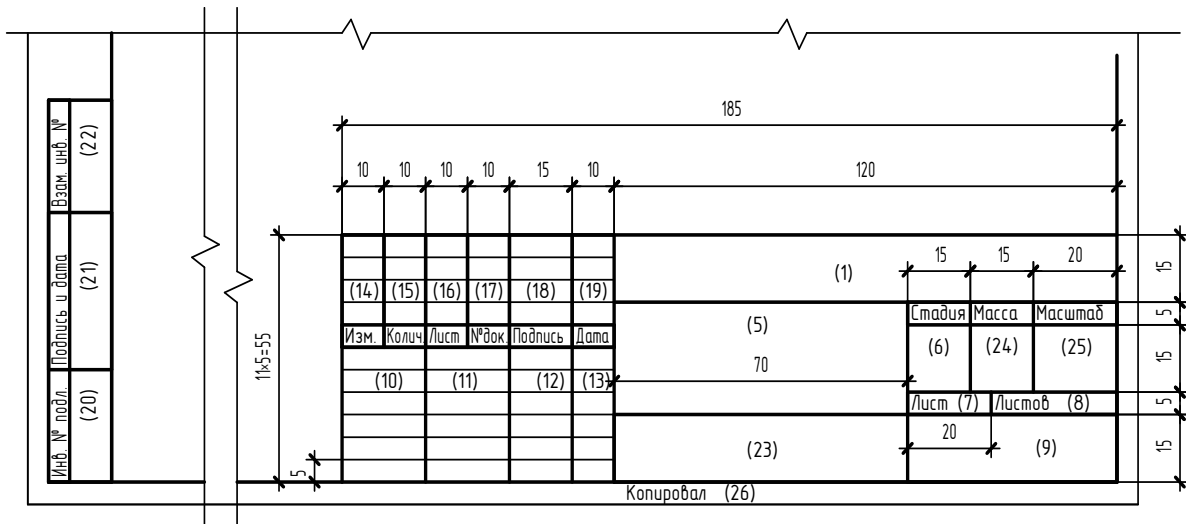 185
10 10 10 10 15 10 120
Взам. инв. № (22)
Подпись и дата (21)
Инв. № подл. (20)
11x5=55
5
(1)
15 15 20
15
(14) (15) (16) (17) (18) (19)
Изм. Колич. Лист №док. Подпись Дата
(10) (11) (12) (13)
(5)
70
Стадия Масса Масштаб
5
(6) (24) (25)
15
Лист (7) Листов (8)
5
20
(23) (9)
15
Копировал (26)